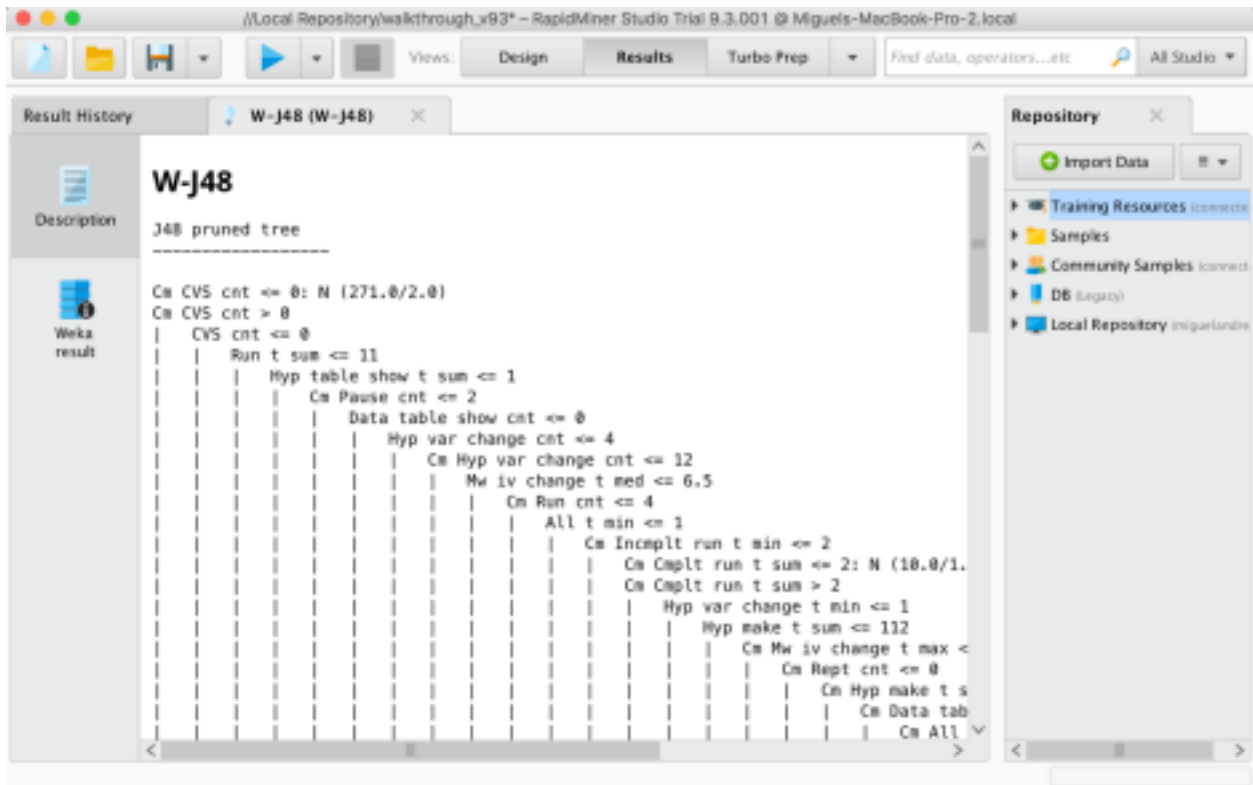 //Local Repository/walkthrough_v93* – RapidMiner Studio Trial 9.3.001 @ Miguels-MacBook-Pro-2.local
Views: Design Results Turbo Prep Find data, operators...etc All Studio
Result History W-J48 (W-J48) Repository
Import Data
Description
Weka result
W-J48
J48 pruned tree
------------------
Cm CVS cnt <= 0: N (271.0/2.0)
Cm CVS cnt > 0
| CVS cnt <= 0
| | Run t sum <= 11
| | | Hyp table show t sum <= 1
| | | | Cm Pause cnt <= 2
| | | | | Data table show cnt <= 0
| | | | | | Hyp var change cnt <= 4
| | | | | | | Cm Hyp var change cnt <= 12
| | | | | | | | Mw iv change t med <= 6.5
| | | | | | | | | Cm Run cnt <= 4
| | | | | | | | | | All t min <= 1
| | | | | | | | | | | Cm Incmplt run t min <= 2
| | | | | | | | | | | | Cm Cmplt run t sum <= 2: N (10.0/1.
| | | | | | | | | | | | Cm Cmplt run t sum > 2
| | | | | | | | | | | | | Hyp var change t min <= 1
| | | | | | | | | | | | | | Hyp make t sum <= 112
| | | | | | | | | | | | | | | Cm Mw iv change t max <
| | | | | | | | | | | | | | | | Cm Rept cnt <= 0
| | | | | | | | | | | | | | | | | Cm Hyp make t s
| | | | | | | | | | | | | | | | | | Cm Data tab
| | | | | | | | | | | | | | | | | | | Cm All
Training Resources (connecte
Samples
Community Samples (connect
DB (Legacy)
Local Repository (miguelandre